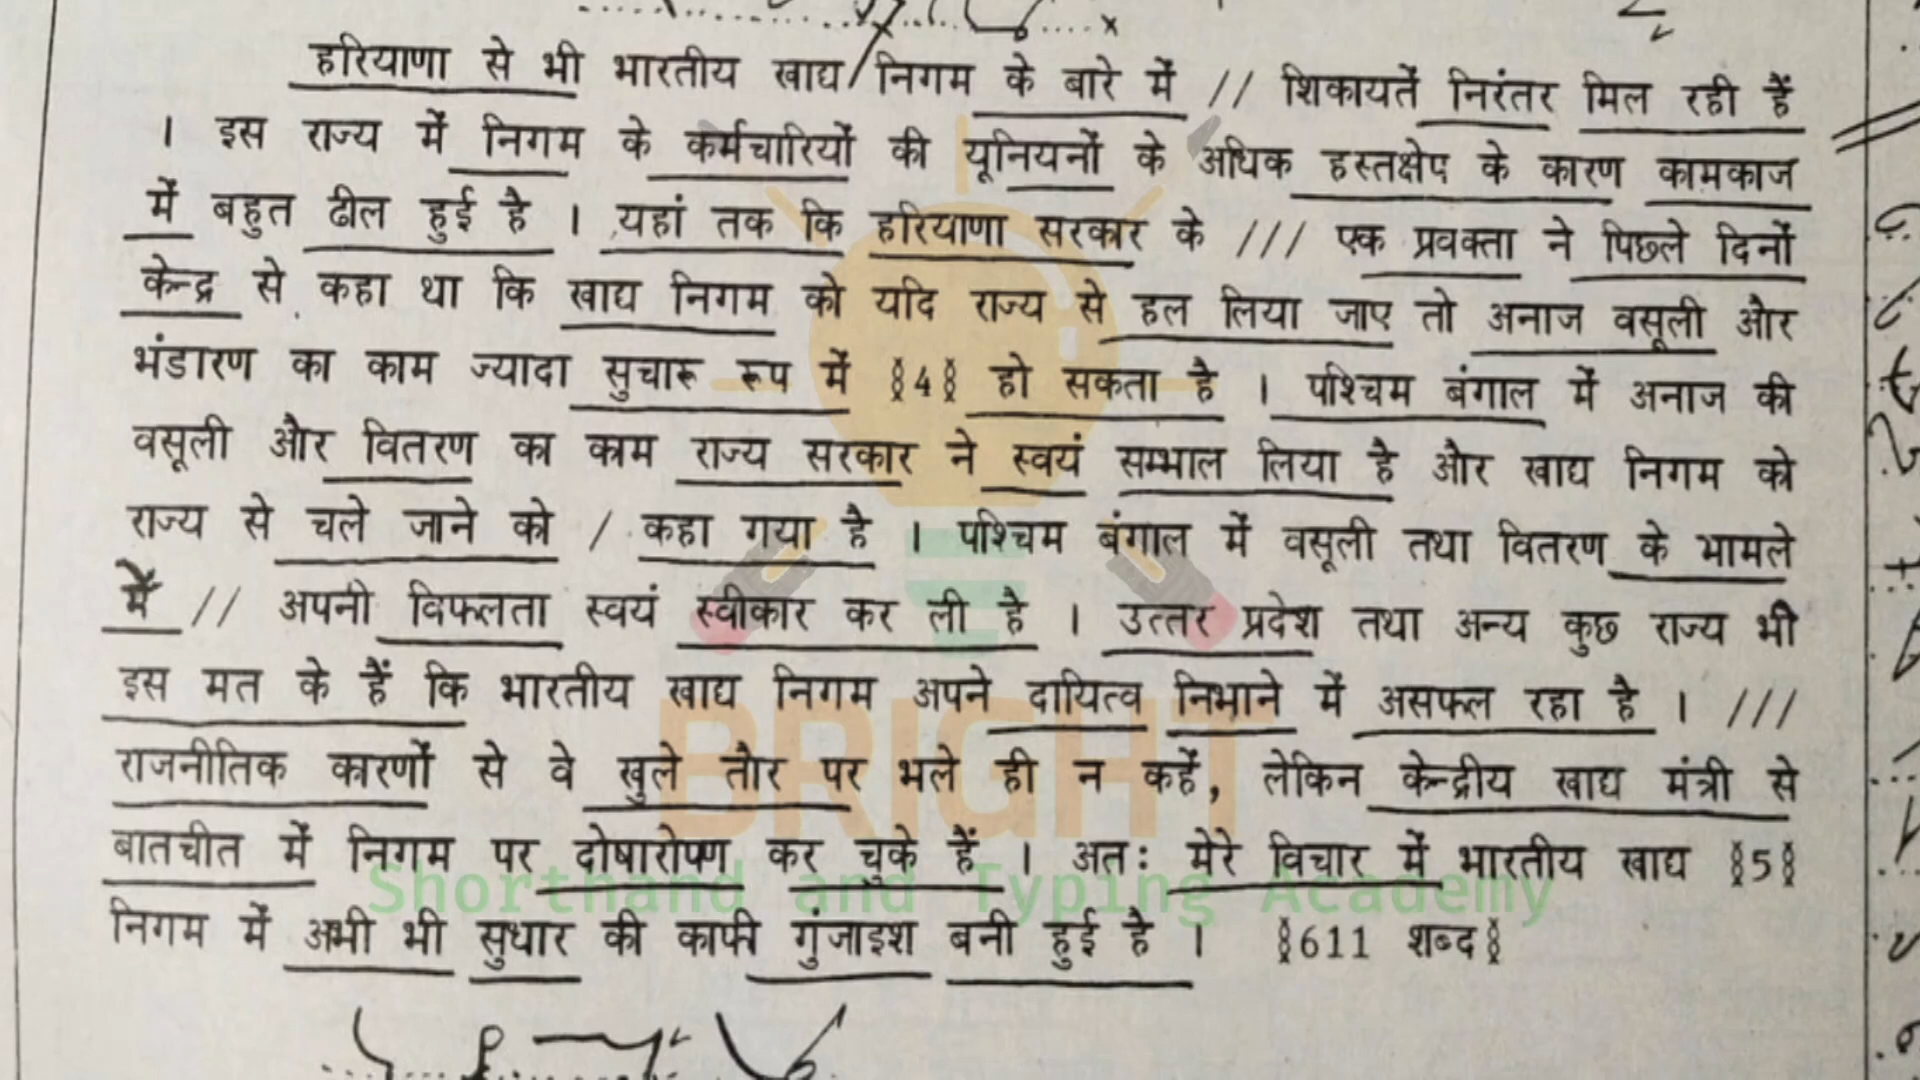 हरियाणा से भी भारतीय खाद्य/निगम के बारे में // शिकायतें निरंतर मिल रही हैं
। इस राज्य में निगम के कर्मचारियों की यूनियनों के अधिक हस्तक्षेप के कारण कामकाज
में बहुत ढील हुई है । यहां तक कि हरियाणा सरकार के /// एक प्रवक्ता ने पिछले दिनों
केन्द्र से कहा था कि खाद्य निगम को यदि राज्य से हल लिया जाए तो अनाज वसूली और
भंडारण का काम ज्यादा सुचारू रूप में §4§ हो सकता है । पश्चिम बंगाल में अनाज की
वसूली और वितरण का काम राज्य सरकार ने स्वयं सम्भाल लिया है और खाद्य निगम को
राज्य से चले जाने को / कहा गया है । पश्चिम बंगाल में वसूली तथा वितरण के मामले
में // अपनी विफलता स्वयं स्वीकार कर ली है । उत्तर प्रदेश तथा अन्य कुछ राज्य भी
इस मत के हैं कि भारतीय खाद्य निगम अपने दायित्व निभाने में असफल रहा है । ///
राजनीतिक कारणों से वे खुले तौर पर भले ही न कहें, लेकिन केन्द्रीय खाद्य मंत्री से
बातचीत में निगम पर दोषारोपण कर चुके हैं । अतः मेरे विचार में भारतीय खाद्य §5§
निगम में अभी भी सुधार की काफी गुंजाइश बनी हुई है । §611 शब्द§
BRIGHT
Shorthand and Typing Academy